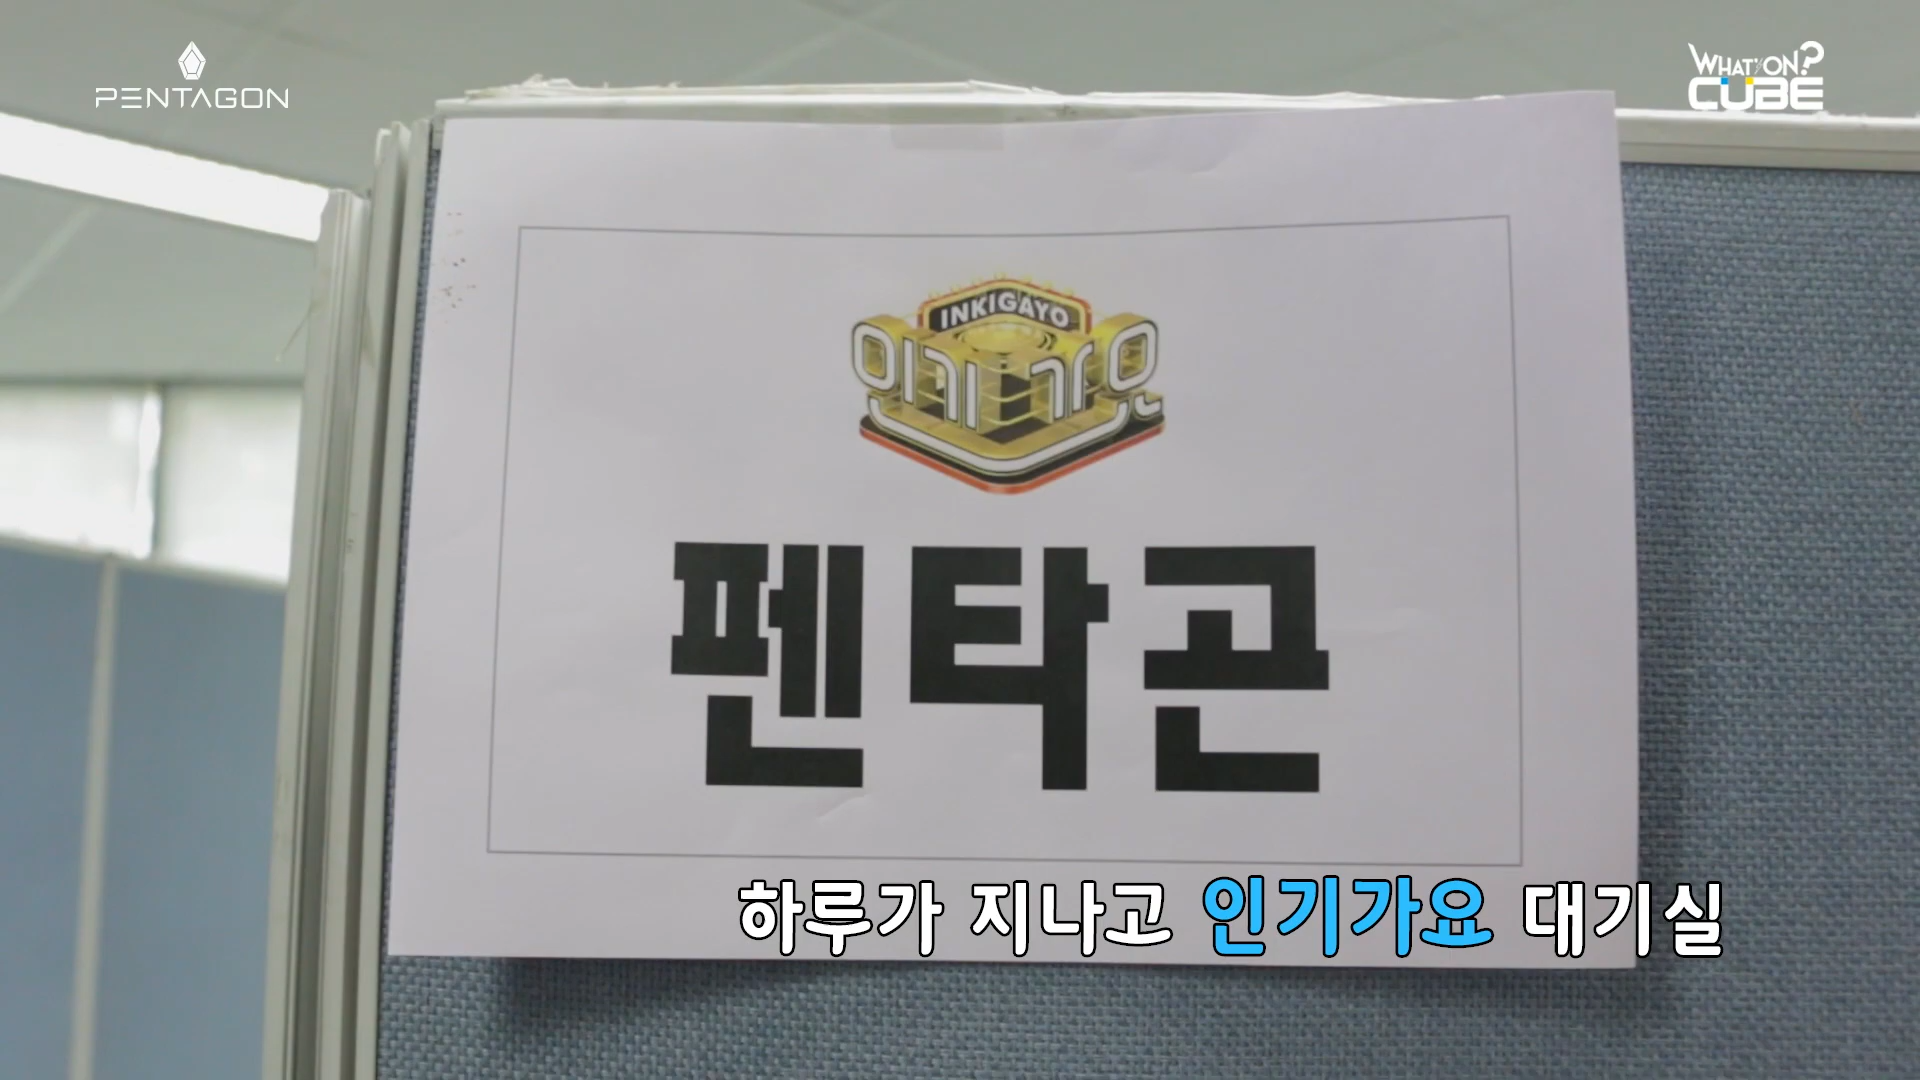 PENTAGON
WHAT'S ON?
CUBE
INKIGAYO
인기가요
펜타곤
하루가 지나고 인기가요 대기실